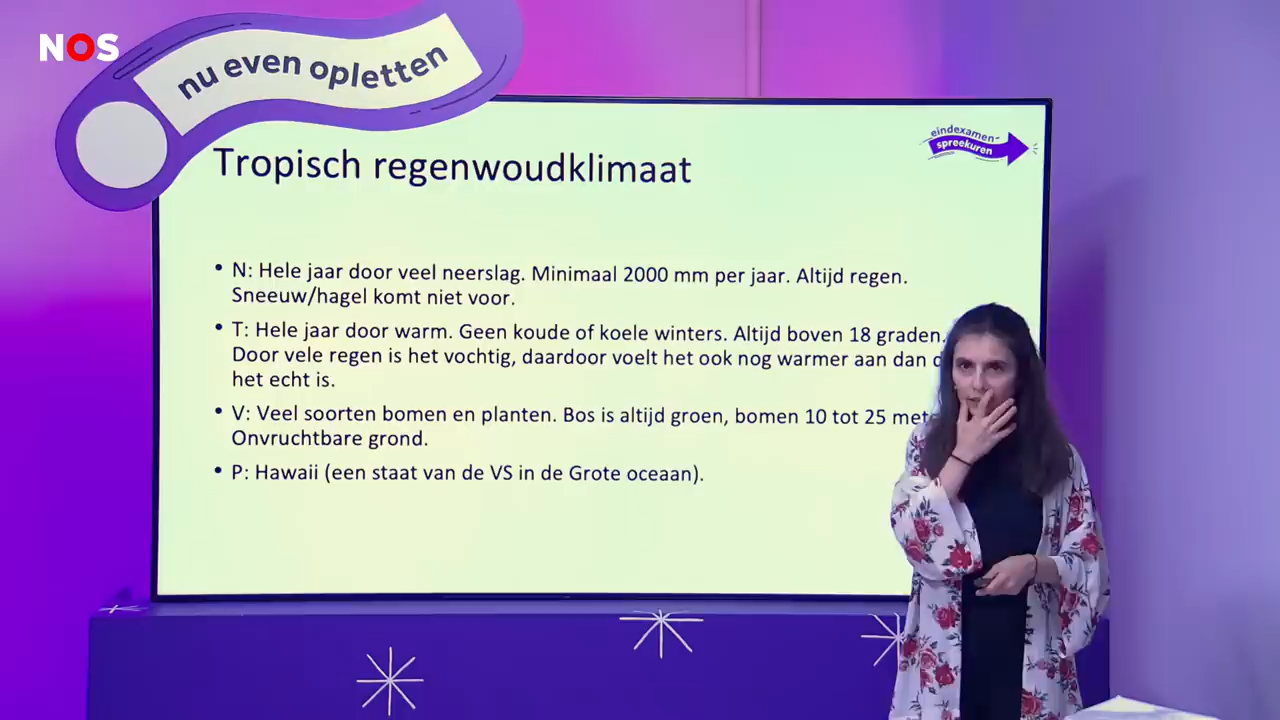 NOS
nu even opletten
eindexamen-
spreekuren
Tropisch regenwoudklimaat
• N: Hele jaar door veel neerslag. Minimaal 2000 mm per jaar. Altijd regen.
Sneeuw/hagel komt niet voor.
• T: Hele jaar door warm. Geen koude of koele winters. Altijd boven 18 graden.
Door vele regen is het vochtig, daardoor voelt het ook nog warmer aan dan
het echt is.
• V: Veel soorten bomen en planten. Bos is altijd groen, bomen 10 tot 25
Onvruchtbare grond.
• P: Hawaii (een staat van de VS in de Grote oceaan).